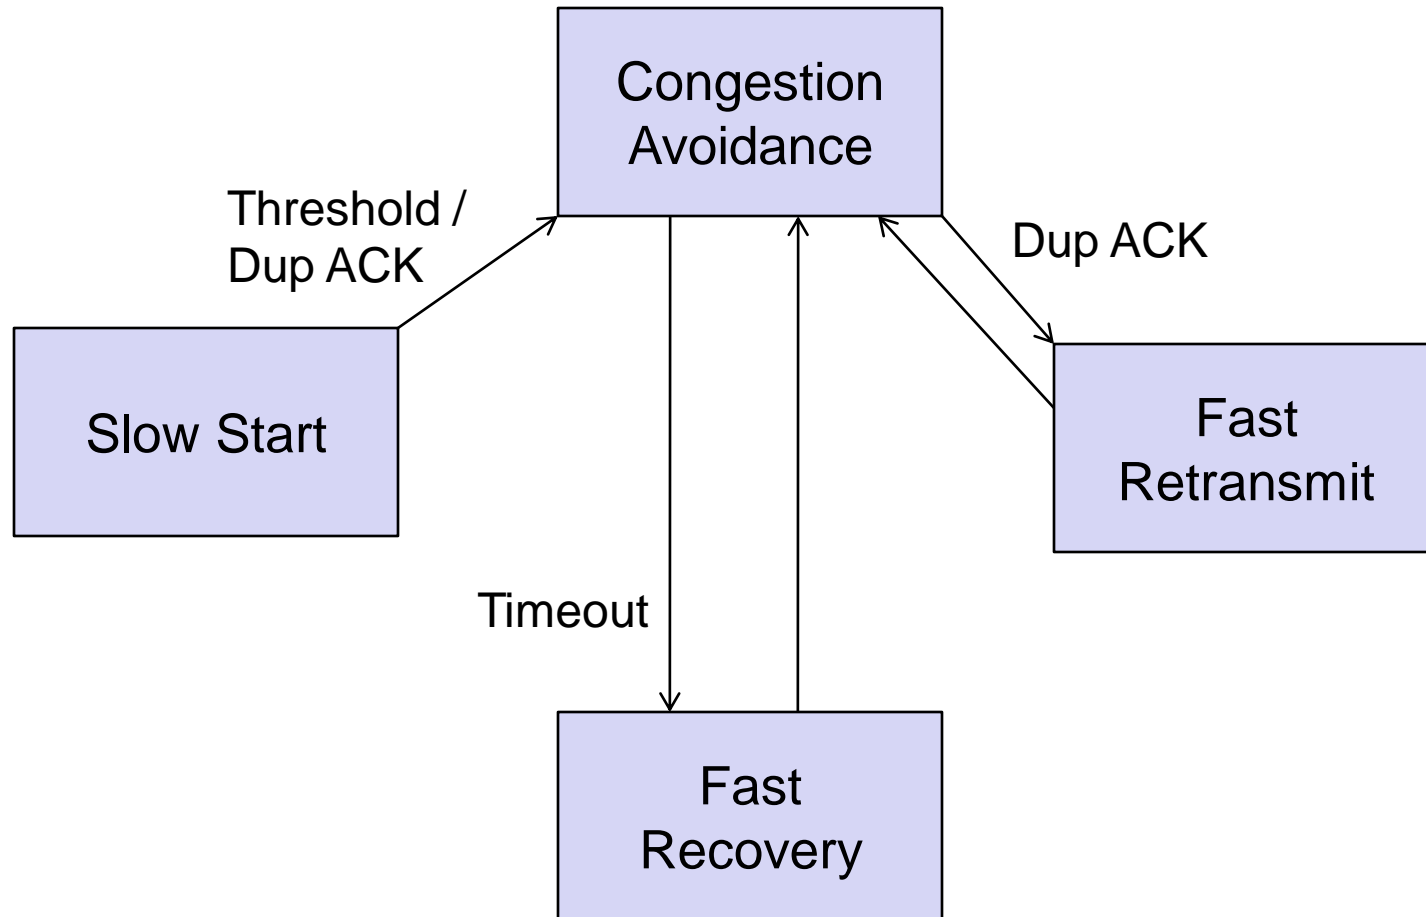 Congestion
Avoidance
Threshold /
Dup ACK
Dup ACK
Slow Start
Fast
Retransmit
Timeout
Fast
Recovery